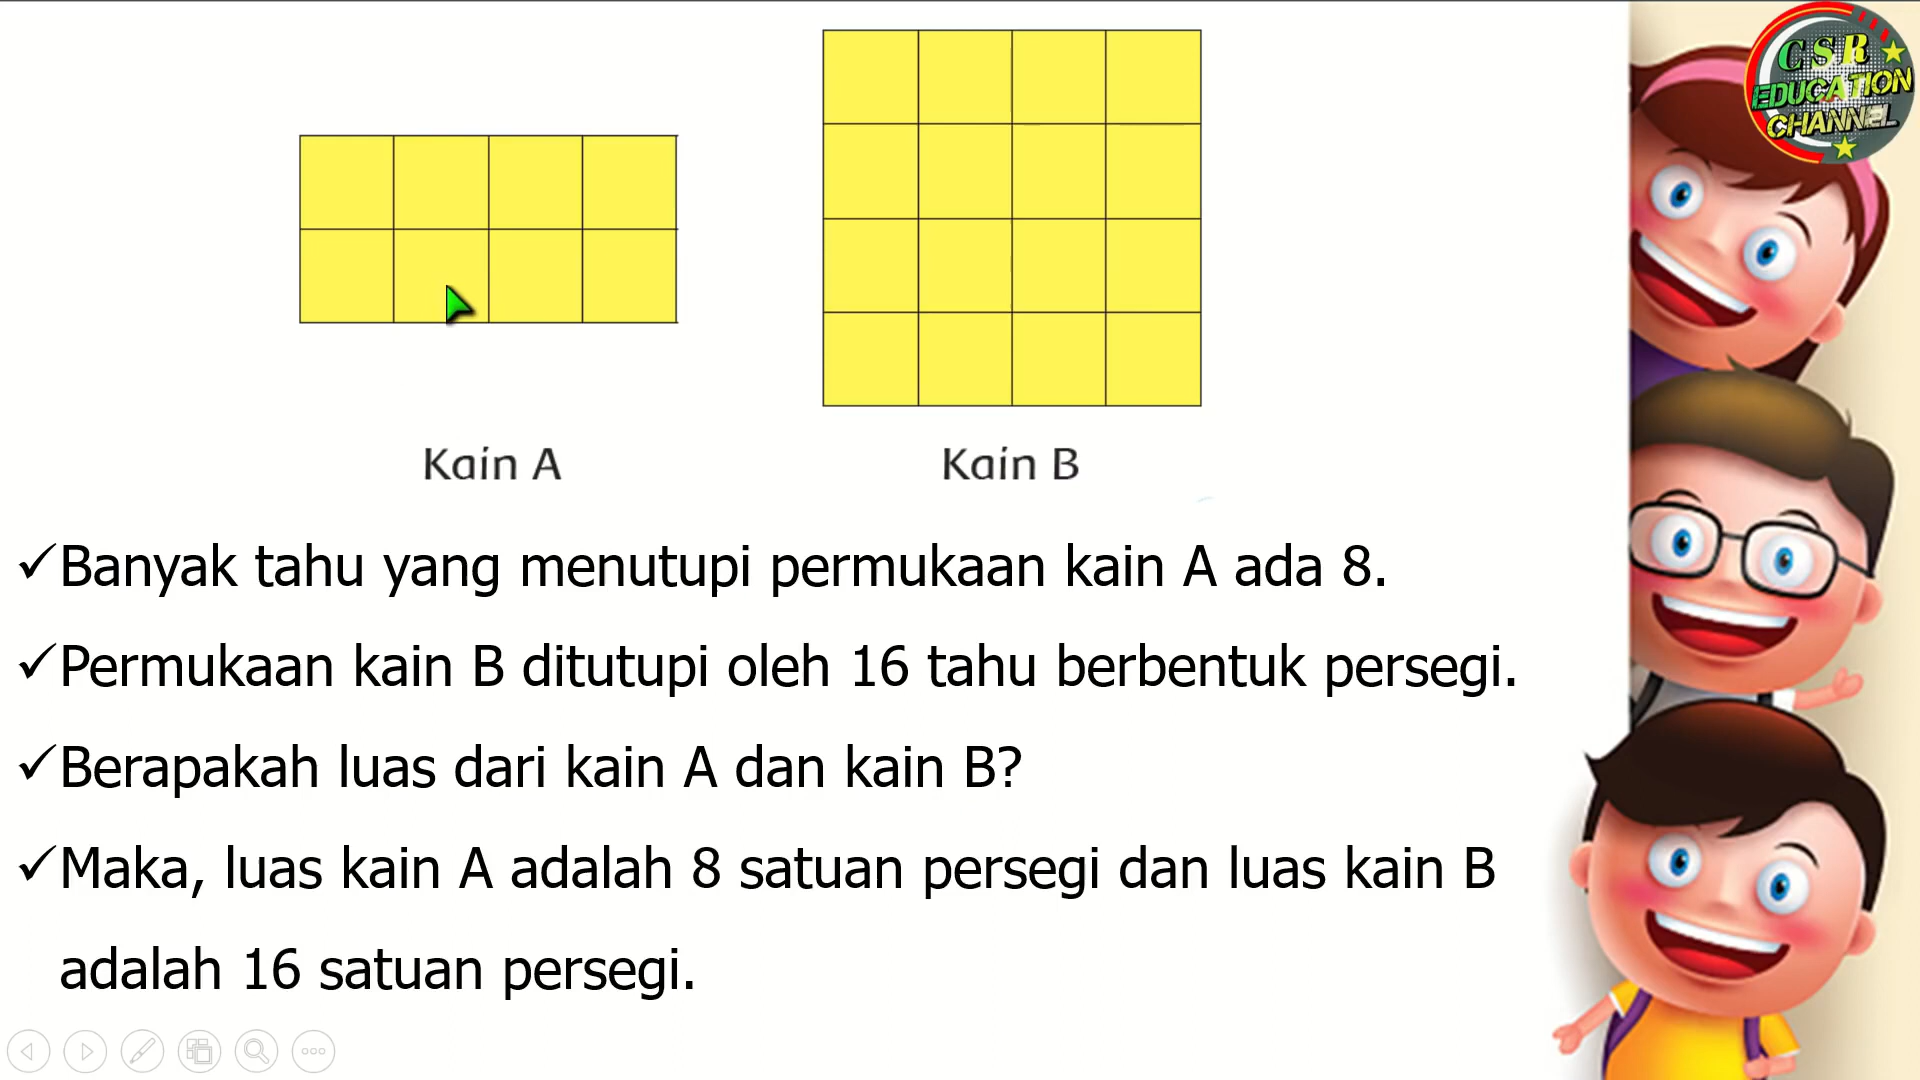 CSR
EDUCATION
CHANNEL
Kain A
Kain B
✓Banyak tahu yang menutupi permukaan kain A ada 8.
✓Permukaan kain B ditutupi oleh 16 tahu berbentuk persegi.
✓Berapakah luas dari kain A dan kain B?
✓Maka, luas kain A adalah 8 satuan persegi dan luas kain B
adalah 16 satuan persegi.